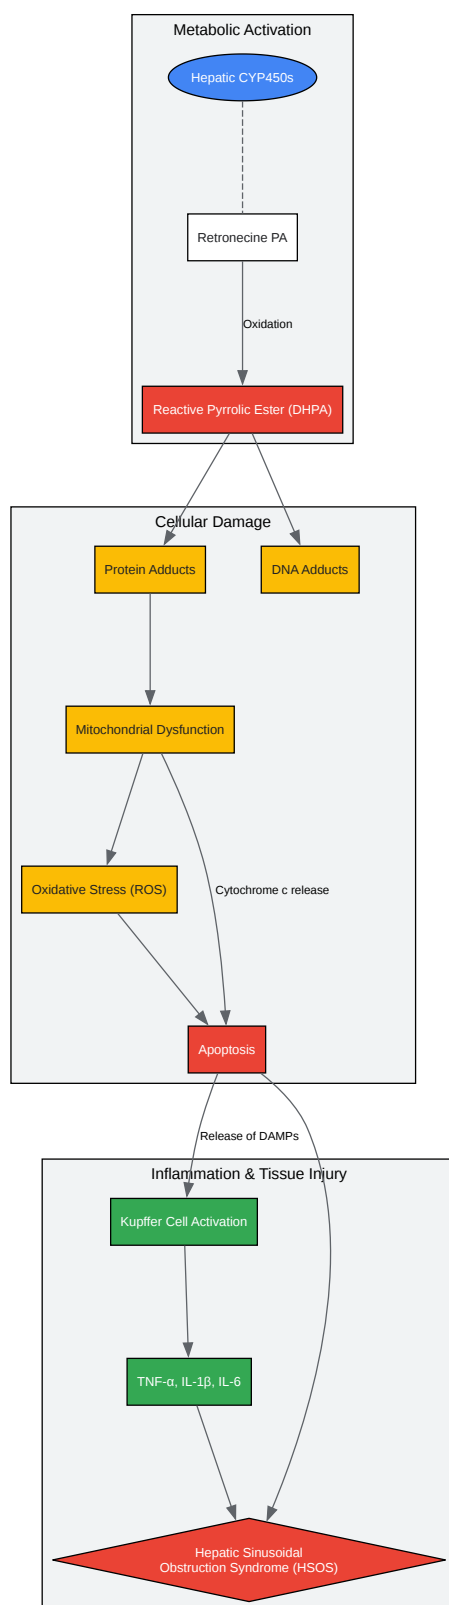 Metabolic Activation
Hepatic CYP450s
Retronecine PA
Oxidation
Reactive Pyrrolic Ester (DHPA)
Cellular Damage
Protein Adducts
DNA Adducts
Mitochondrial Dysfunction
Oxidative Stress (ROS)
Cytochrome c release
Apoptosis
Release of DAMPs
Inflammation & Tissue Injury
Kupffer Cell Activation
TNF-α, IL-1β, IL-6
Hepatic Sinusoidal
Obstruction Syndrome (HSOS)